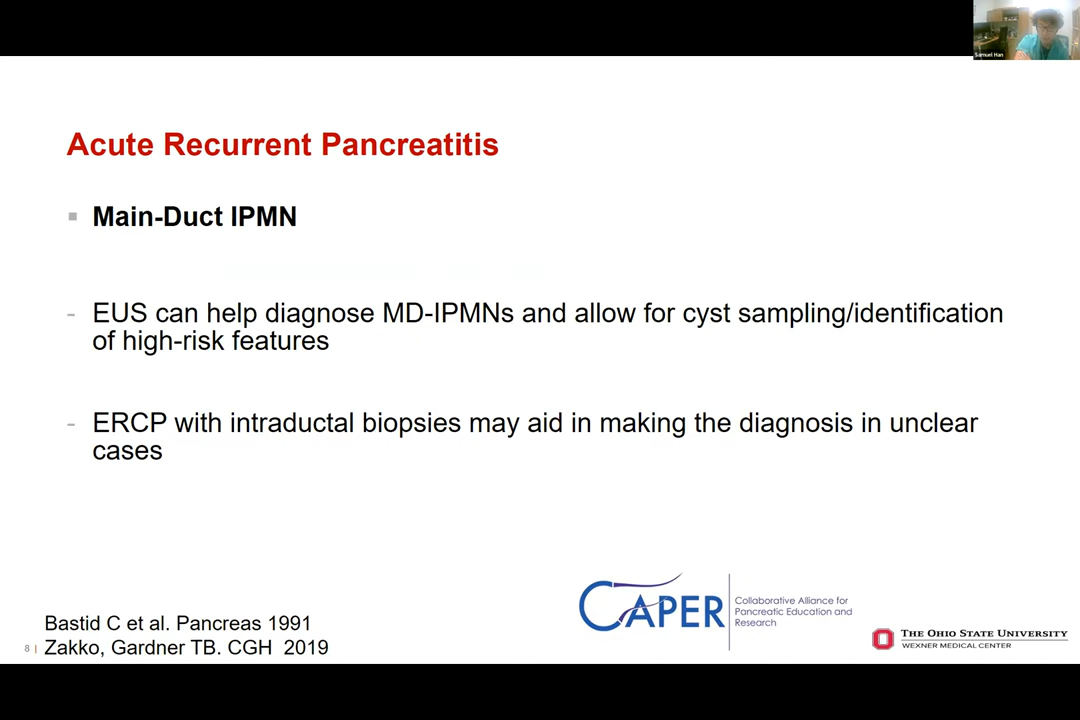 Samuel Han
Acute Recurrent Pancreatitis
▪ Main-Duct IPMN
- EUS can help diagnose MD-IPMNs and allow for cyst sampling/identification
of high-risk features
- ERCP with intraductal biopsies may aid in making the diagnosis in unclear
cases
Bastid C et al. Pancreas 1991
8 | Zakko, Gardner TB. CGH 2019
CAPER
Collaborative Alliance for
Pancreatic Education and
Research
THE OHIO STATE UNIVERSITY
WEXNER MEDICAL CENTER